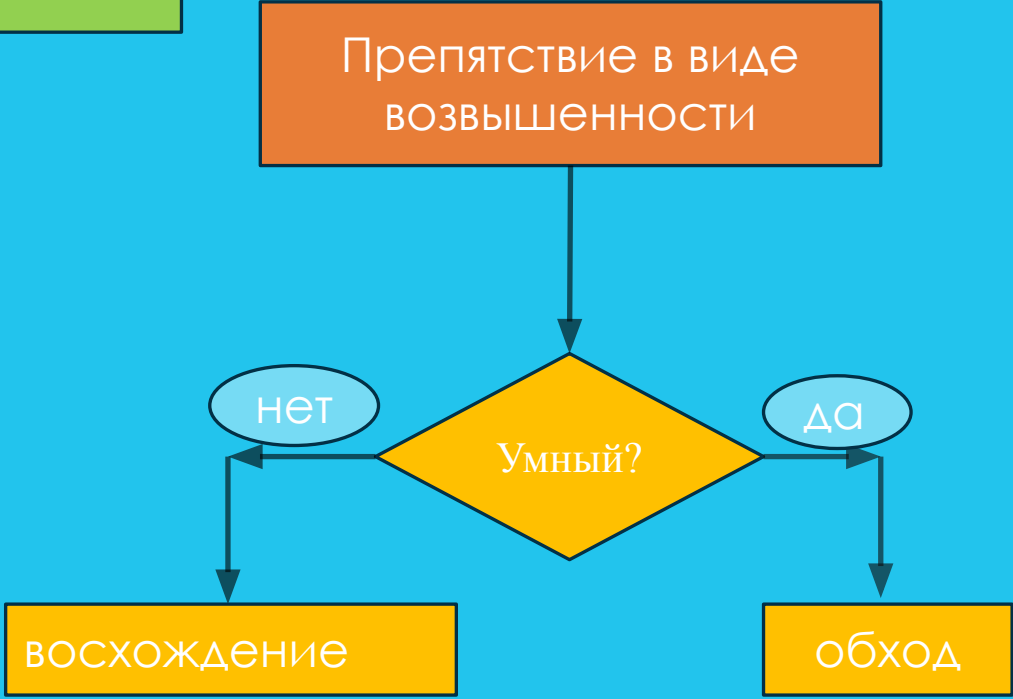 Препятствие в виде
возвышенности
нет
да
Умный?
восхождение
обход